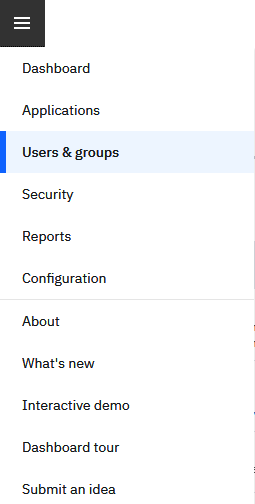 Dashboard
Applications
Users & groups
Security
Reports
Configuration
About
What's new
Interactive demo
Dashboard tour
Submit an idea